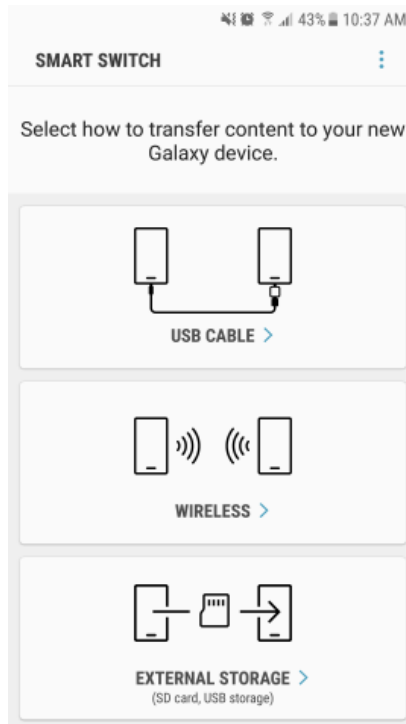 43% 10:37 AM
SMART SWITCH
Select how to transfer content to your new
Galaxy device.
USB CABLE >
WIRELESS >
EXTERNAL STORAGE >
(SD card, USB storage)